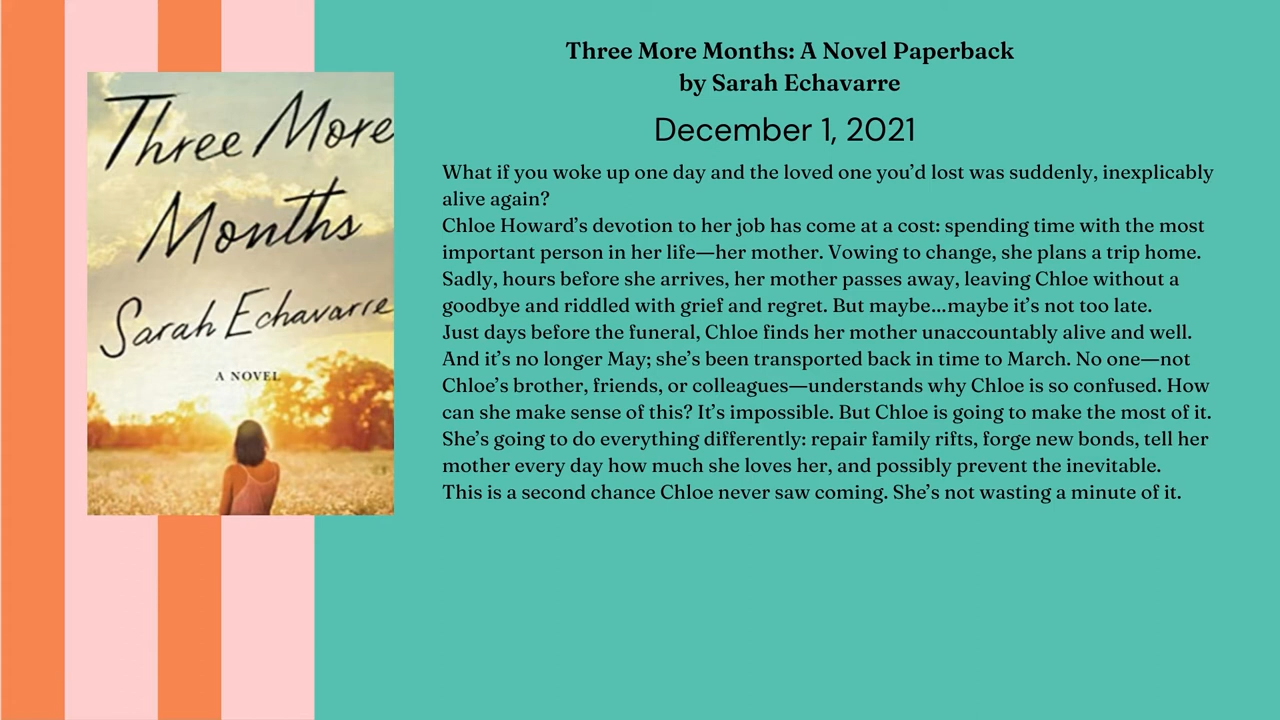 Three More
Months
Sarah Echavarre
A NOVEL
Three More Months: A Novel Paperback
by Sarah Echavarre
December 1, 2021
What if you woke up one day and the loved one you’d lost was suddenly, inexplicably
alive again?
Chloe Howard’s devotion to her job has come at a cost: spending time with the most
important person in her life—her mother. Vowing to change, she plans a trip home.
Sadly, hours before she arrives, her mother passes away, leaving Chloe without a
goodbye and riddled with grief and regret. But maybe...maybe it’s not too late.
Just days before the funeral, Chloe finds her mother unaccountably alive and well.
And it’s no longer May; she’s been transported back in time to March. No one—not
Chloe’s brother, friends, or colleagues—understands why Chloe is so confused. How
can she make sense of this? It’s impossible. But Chloe is going to make the most of it.
She’s going to do everything differently: repair family rifts, forge new bonds, tell her
mother every day how much she loves her, and possibly prevent the inevitable.
This is a second chance Chloe never saw coming. She’s not wasting a minute of it.